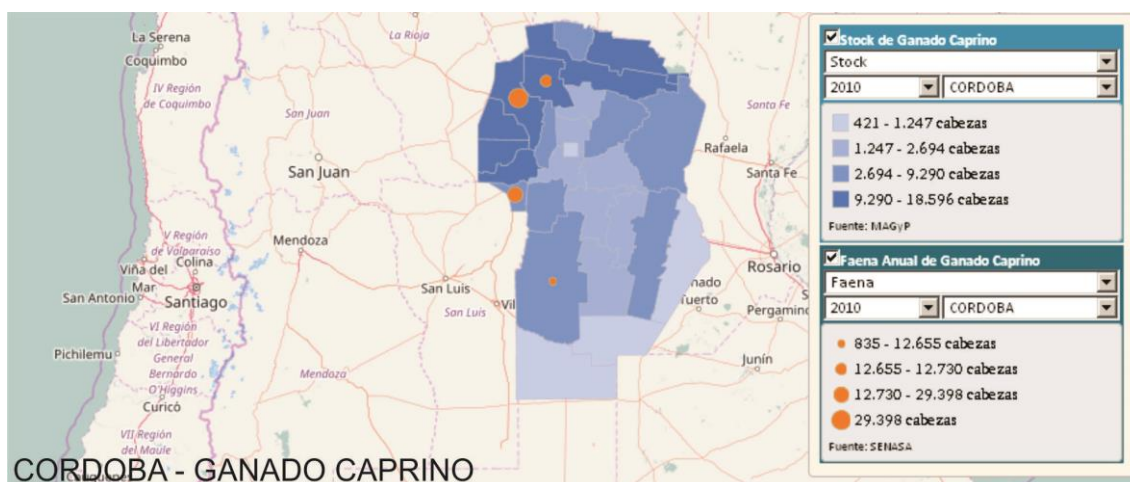 La Serena
Coquimbo
La Rioja
IV Región
de Coquimbo
San Juan
San Juan
Santa Fe
Rafaela
Santa Fe
Mendoza
V Región
de Valparaíso
Viña del
Mar
Colina
San Antonio
Santiago
San Luis
San Luis
Vil
Rosario
nado
uerto
Pergamino
VI Región
del Libertador
General
Bernardo
O'Higgins
Pichilemu
Mendoza
Junín
Curicó
VII Región
del Maule
CORDOBA - GANADO CAPRINO
Stock de Ganado Caprino
Stock
2010 CORDOBA
421 - 1.247 cabezas
1.247 - 2.694 cabezas
2.694 - 9.290 cabezas
9.290 - 18.596 cabezas
Fuente: MAGyP
Faena Anual de Ganado Caprino
Faena
2010 CORDOBA
835 - 12.655 cabezas
12.655 - 12.730 cabezas
12.730 - 29.398 cabezas
29.398 cabezas
Fuente: SENASA